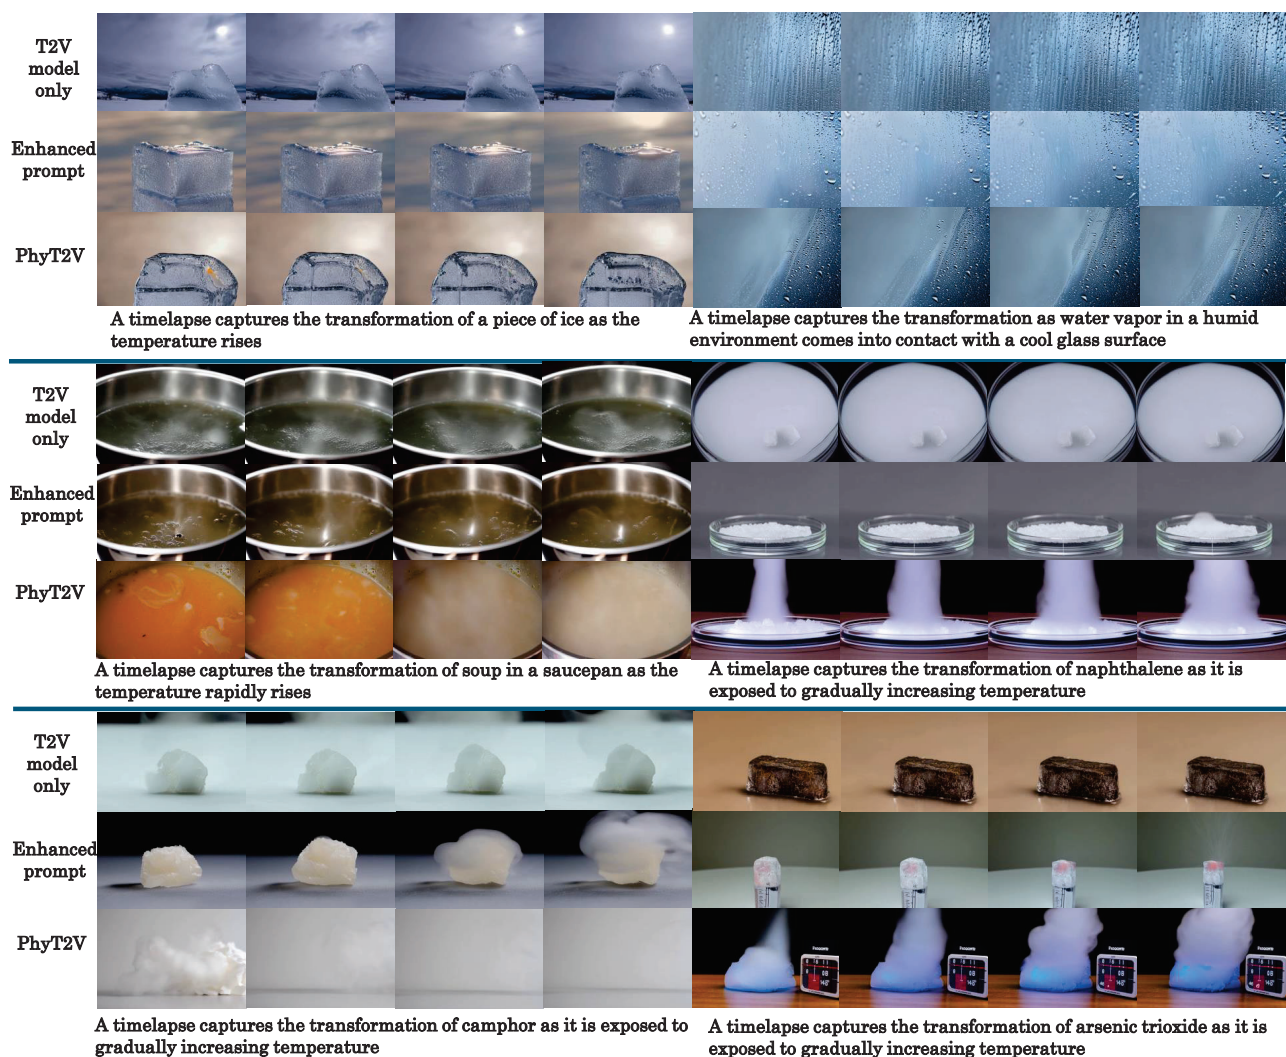 T2V
model
only
Enhanced
prompt
PhyT2V
A timelapse captures the transformation of a piece of ice as the
temperature rises
A timelapse captures the transformation as water vapor in a humid
environment comes into contact with a cool glass surface
T2V
model
only
Enhanced
prompt
PhyT2V
A timelapse captures the transformation of soup in a saucepan as the
temperature rapidly rises
A timelapse captures the transformation of naphthalene as it is
exposed to gradually increasing temperature
T2V
model
only
Enhanced
prompt
PhyT2V
A timelapse captures the transformation of camphor as it is exposed to
gradually increasing temperature
A timelapse captures the transformation of arsenic trioxide as it is
exposed to gradually increasing temperature